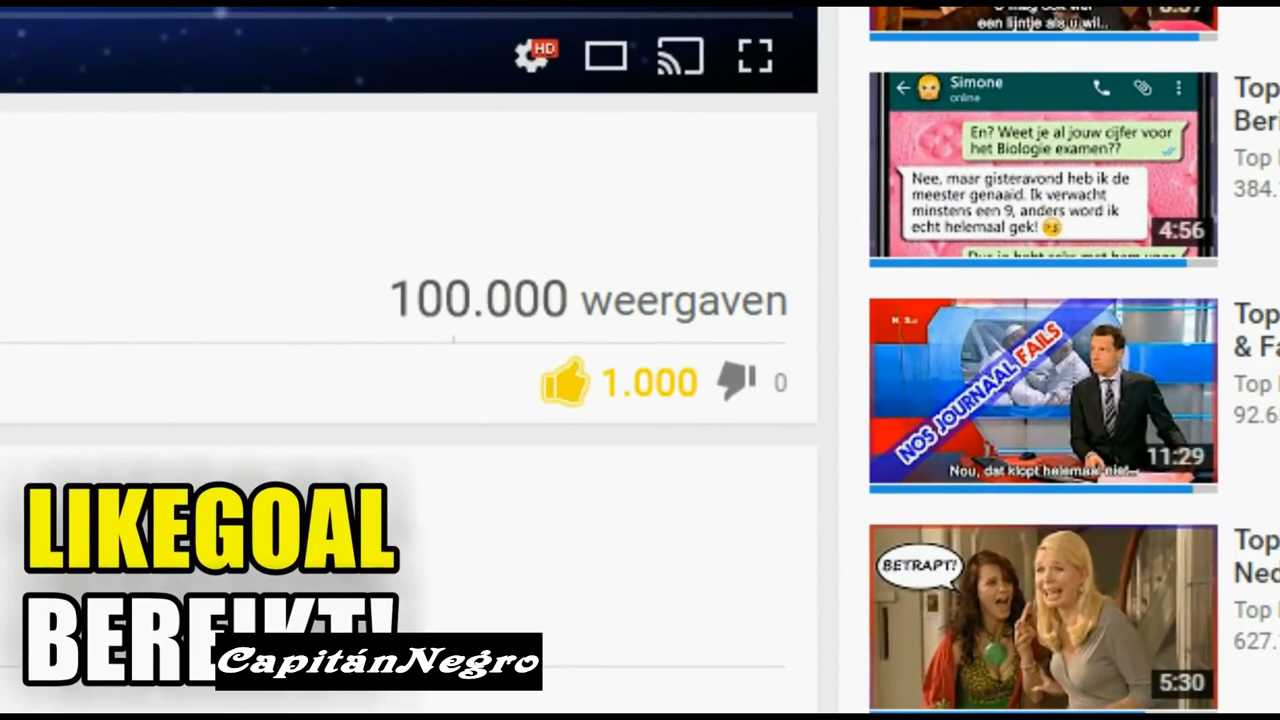 HD
een lijntje als u wil..
Simone
online
En? Weet je al jouw cijfer voor
het Biologie examen??
Nee, maar gisteravond heb ik de
meester genaaid. Ik verwacht
minstens een 9, anders word ik
echt helemaal gek!
4:56
Top
Beri
Top
384.
100.000 weergaven
1.000
0
NOS JOURNAAL FAILS
Nou, dat klopt helemaal niet...
11:29
Top
& Fa
Top
92.6
LIKEGOAL
BEREIKT!
CapitánNegro
BETRAPT!
5:30
Top
Ned
Top
627.